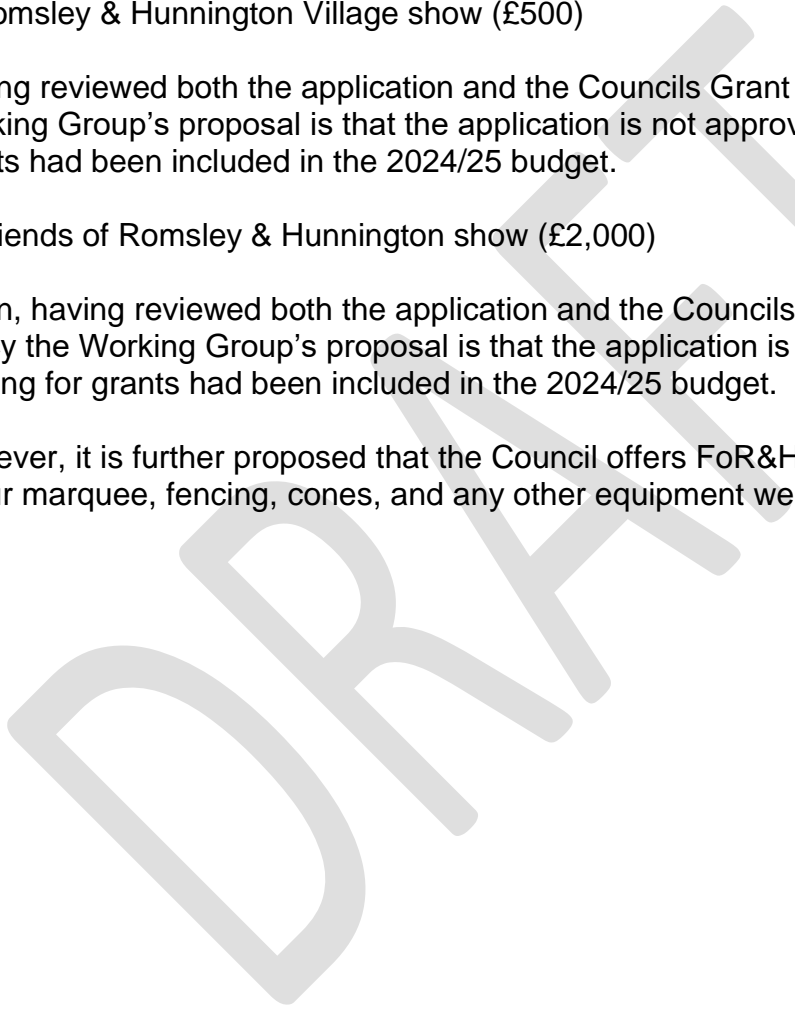 omsley & Hunnington Village show (£500)
ng reviewed both the application and the Councils Grant
king Group's proposal is that the application is not approv
ts had been included in the 2024/25 budget.
iends of Romsley & Hunnington show (£2,000)
n, having reviewed both the application and the Councils
y the Working Group's proposal is that the application is
ng for grants had been included in the 2024/25 budget.
ever, it is further proposed that the Council offers FoR&H
r marquee, fencing, cones, and any other equipment we
DRAFT